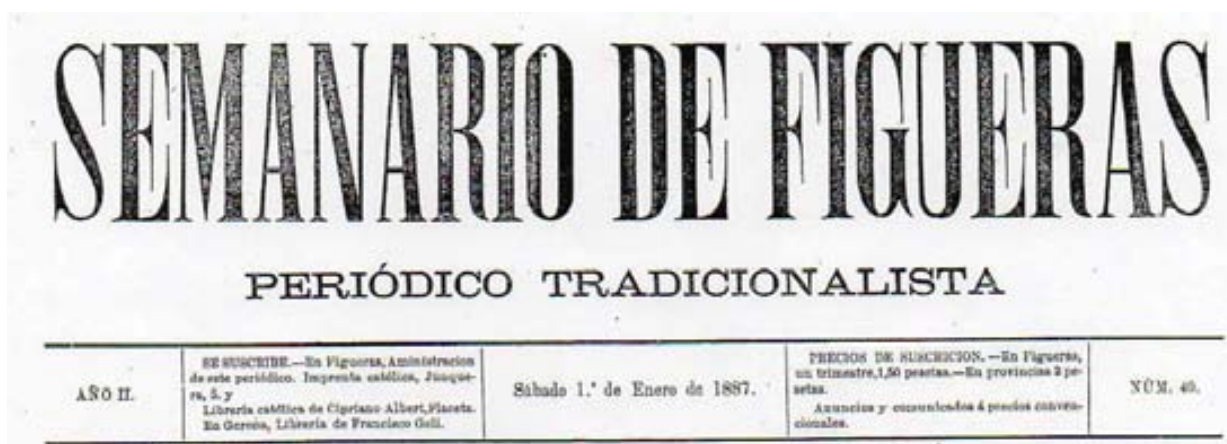 SEMANARIO DE FIGUERAS
PERIÓDICO TRADICIONALISTA
AÑO II.
SE SUSCRIBE.—En Figueras, Aministracion
de este periódico. Imprenta católica, Junque-
ra, 5. y
Libraría católica de Cipriano Albert, Placeta.
En Gerona, Librería de Francisco Geli.
Sábado 1.º de Enero de 1887.
PRECIOS DE SUSCRICION.—En Figueras,
un trimestre, 1,50 pesetas.—En provincias 2 pe-
setas.
Anuncios y comunicados á precios conven-
cionales.
NÚM. 40.